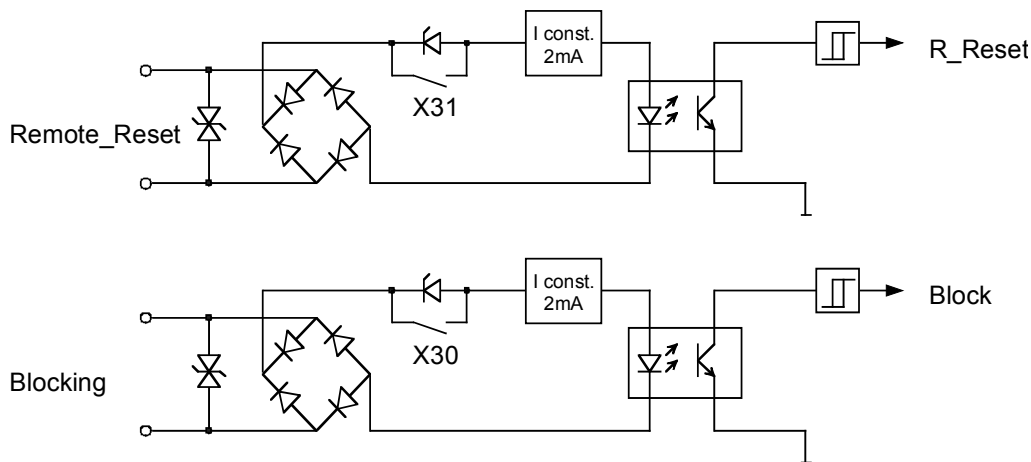 I const.
2mA
R_Reset
X31
Remote_Reset
I const.
2mA
Block
X30
Blocking